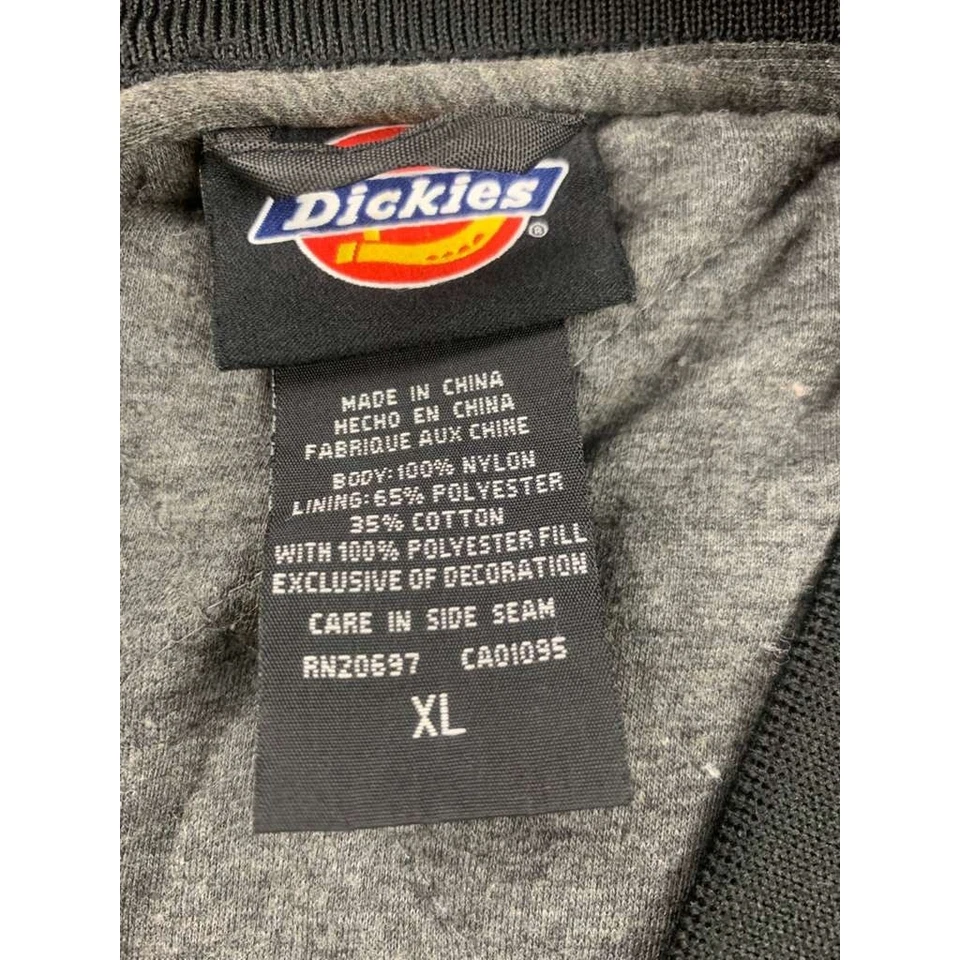 Dickies
®
MADE IN CHINA
HECHO EN CHINA
FABRIQUE AUX CHINE
BODY:100% NYLON
LINING:65% POLYESTER
35% COTTON
WITH 100% POLYESTER FILL
EXCLUSIVE OF DECORATION
CARE IN SIDE SEAM
RN20697 CA01095
XL